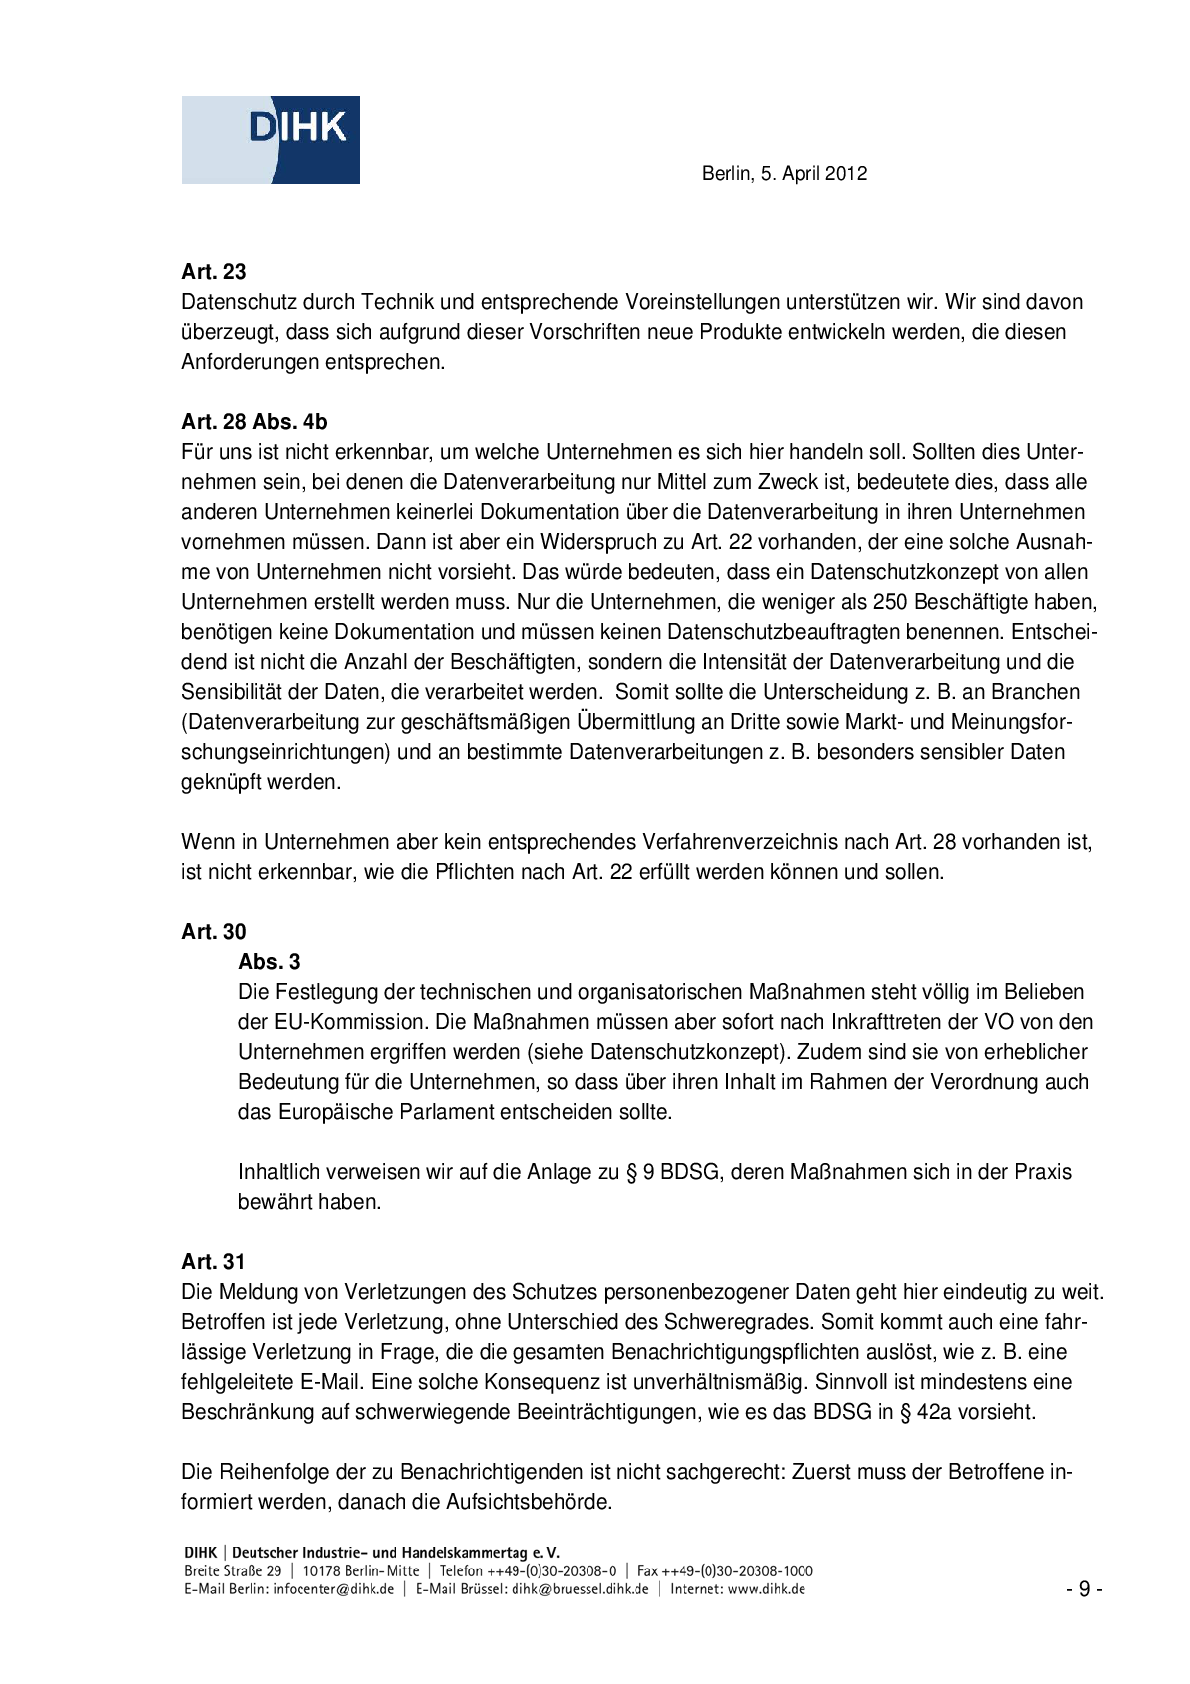 DIHK
Berlin, 5. April 2012
Art. 23
Datenschutz durch Technik und entsprechende Voreinstellungen unterstützen wir. Wir sind davon
überzeugt, dass sich aufgrund dieser Vorschriften neue Produkte entwickeln werden, die diesen
Anforderungen entsprechen.
Art. 28 Abs. 4b
Für uns ist nicht erkennbar, um welche Unternehmen es sich hier handeln soll. Sollten dies Unter-
nehmen sein, bei denen die Datenverarbeitung nur Mittel zum Zweck ist, bedeutete dies, dass alle
anderen Unternehmen keinerlei Dokumentation über die Datenverarbeitung in ihren Unternehmen
vornehmen müssen. Dann ist aber ein Widerspruch zu Art. 22 vorhanden, der eine solche Ausnah-
me von Unternehmen nicht vorsieht. Das würde bedeuten, dass ein Datenschutzkonzept von allen
Unternehmen erstellt werden muss. Nur die Unternehmen, die weniger als 250 Beschäftigte haben,
benötigen keine Dokumentation und müssen keinen Datenschutzbeauftragten benennen. Entschei-
dend ist nicht die Anzahl der Beschäftigten, sondern die Intensität der Datenverarbeitung und die
Sensibilität der Daten, die verarbeitet werden.  Somit sollte die Unterscheidung z. B. an Branchen
(Datenverarbeitung zur geschäftsmäßigen Übermittlung an Dritte sowie Markt- und Meinungsfor-
schungseinrichtungen) und an bestimmte Datenverarbeitungen z. B. besonders sensibler Daten
geknüpft werden.
Wenn in Unternehmen aber kein entsprechendes Verfahrenverzeichnis nach Art. 28 vorhanden ist,
ist nicht erkennbar, wie die Pflichten nach Art. 22 erfüllt werden können und sollen.
Art. 30
Abs. 3
Die Festlegung der technischen und organisatorischen Maßnahmen steht völlig im Belieben
der EU-Kommission. Die Maßnahmen müssen aber sofort nach Inkrafttreten der VO von den
Unternehmen ergriffen werden (siehe Datenschutzkonzept). Zudem sind sie von erheblicher
Bedeutung für die Unternehmen, so dass über ihren Inhalt im Rahmen der Verordnung auch
das Europäische Parlament entscheiden sollte.
Inhaltlich verweisen wir auf die Anlage zu § 9 BDSG, deren Maßnahmen sich in der Praxis
bewährt haben.
Art. 31
Die Meldung von Verletzungen des Schutzes personenbezogener Daten geht hier eindeutig zu weit.
Betroffen ist jede Verletzung, ohne Unterschied des Schweregrades. Somit kommt auch eine fahr-
lässige Verletzung in Frage, die die gesamten Benachrichtigungspflichten auslöst, wie z. B. eine
fehlgeleitete E-Mail. Eine solche Konsequenz ist unverhältnismäßig. Sinnvoll ist mindestens eine
Beschränkung auf schwerwiegende Beeinträchtigungen, wie es das BDSG in § 42a vorsieht.
Die Reihenfolge der zu Benachrichtigenden ist nicht sachgerecht: Zuerst muss der Betroffene in-
formiert werden, danach die Aufsichtsbehörde.
DIHK | Deutscher Industrie- und Handelskammertag e. V.
Breite Straße 29 | 10178 Berlin-Mitte | Telefon ++49-(0)30-20308-0 | Fax ++49-(0)30-20308-1000
E-Mail Berlin: infocenter@dihk.de | E-Mail Brüssel: dihk@bruessel.dihk.de | Internet: www.dihk.de
- 9 -